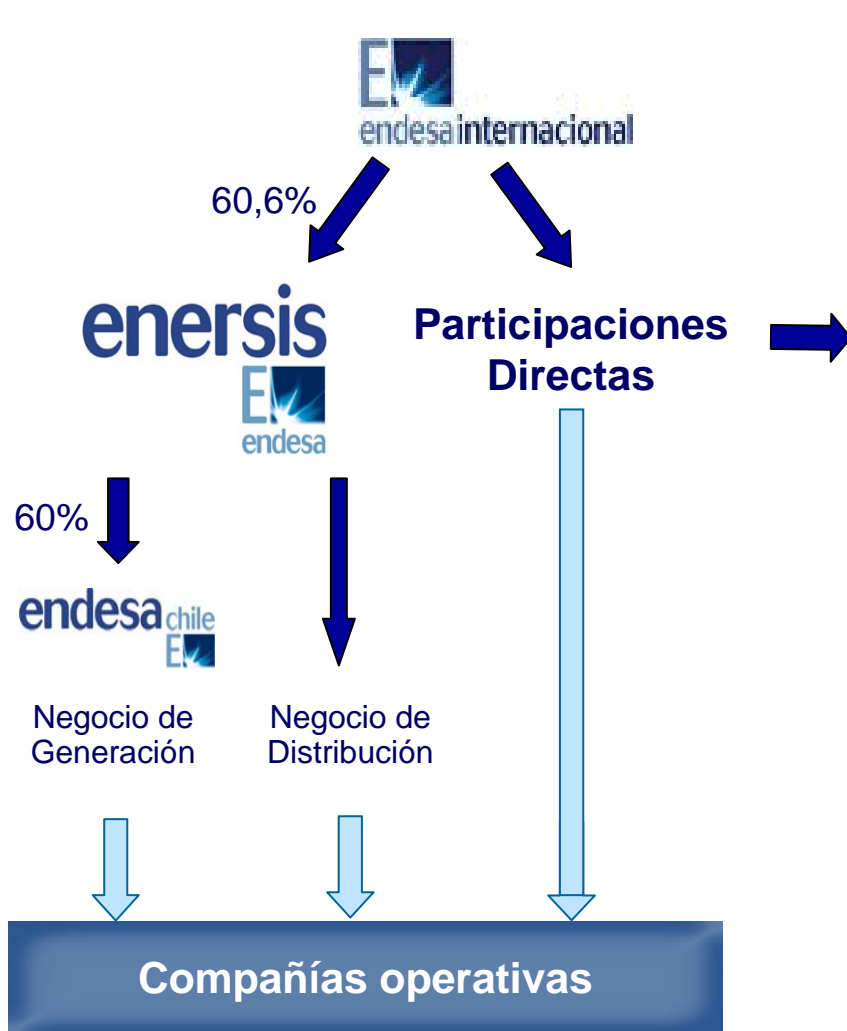 endesa internacional
60,6%
enersis
endesa
Participaciones
Directas
60%
endesa chile
Negocio de
Generación
Negocio de
Distribución
Compañías operativas